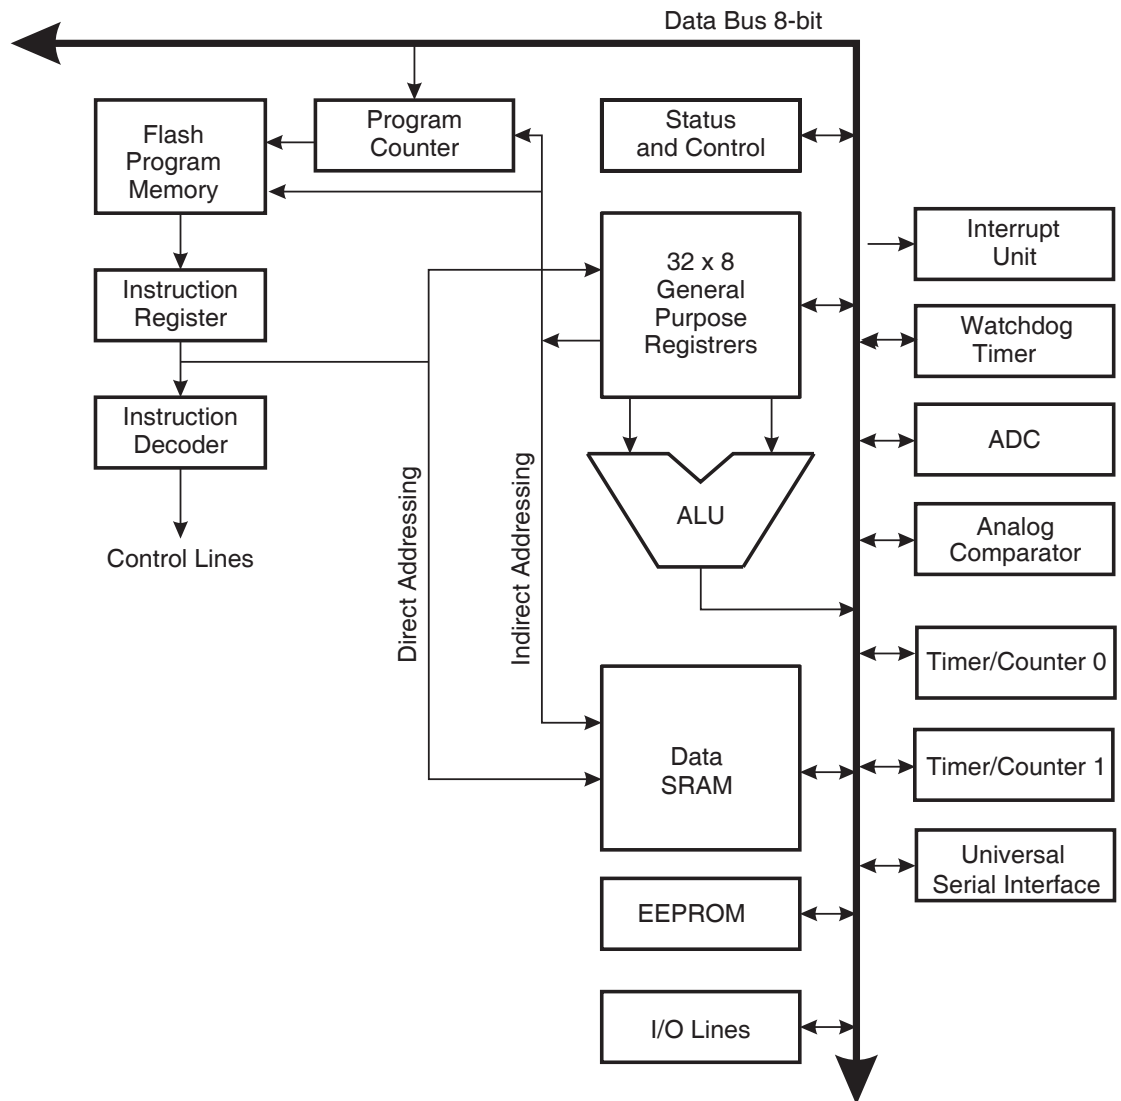 Data Bus 8-bit
Flash
Program
Memory
Program
Counter
Status
and Control
Interrupt
Unit
32 x 8
General
Purpose
Registrers
Instruction
Register
Watchdog
Timer
Instruction
Decoder
ADC
Direct Addressing
Indirect Addressing
ALU
Analog
Comparator
Control Lines
Timer/Counter 0
Data
SRAM
Timer/Counter 1
Universal
Serial Interface
EEPROM
I/O Lines